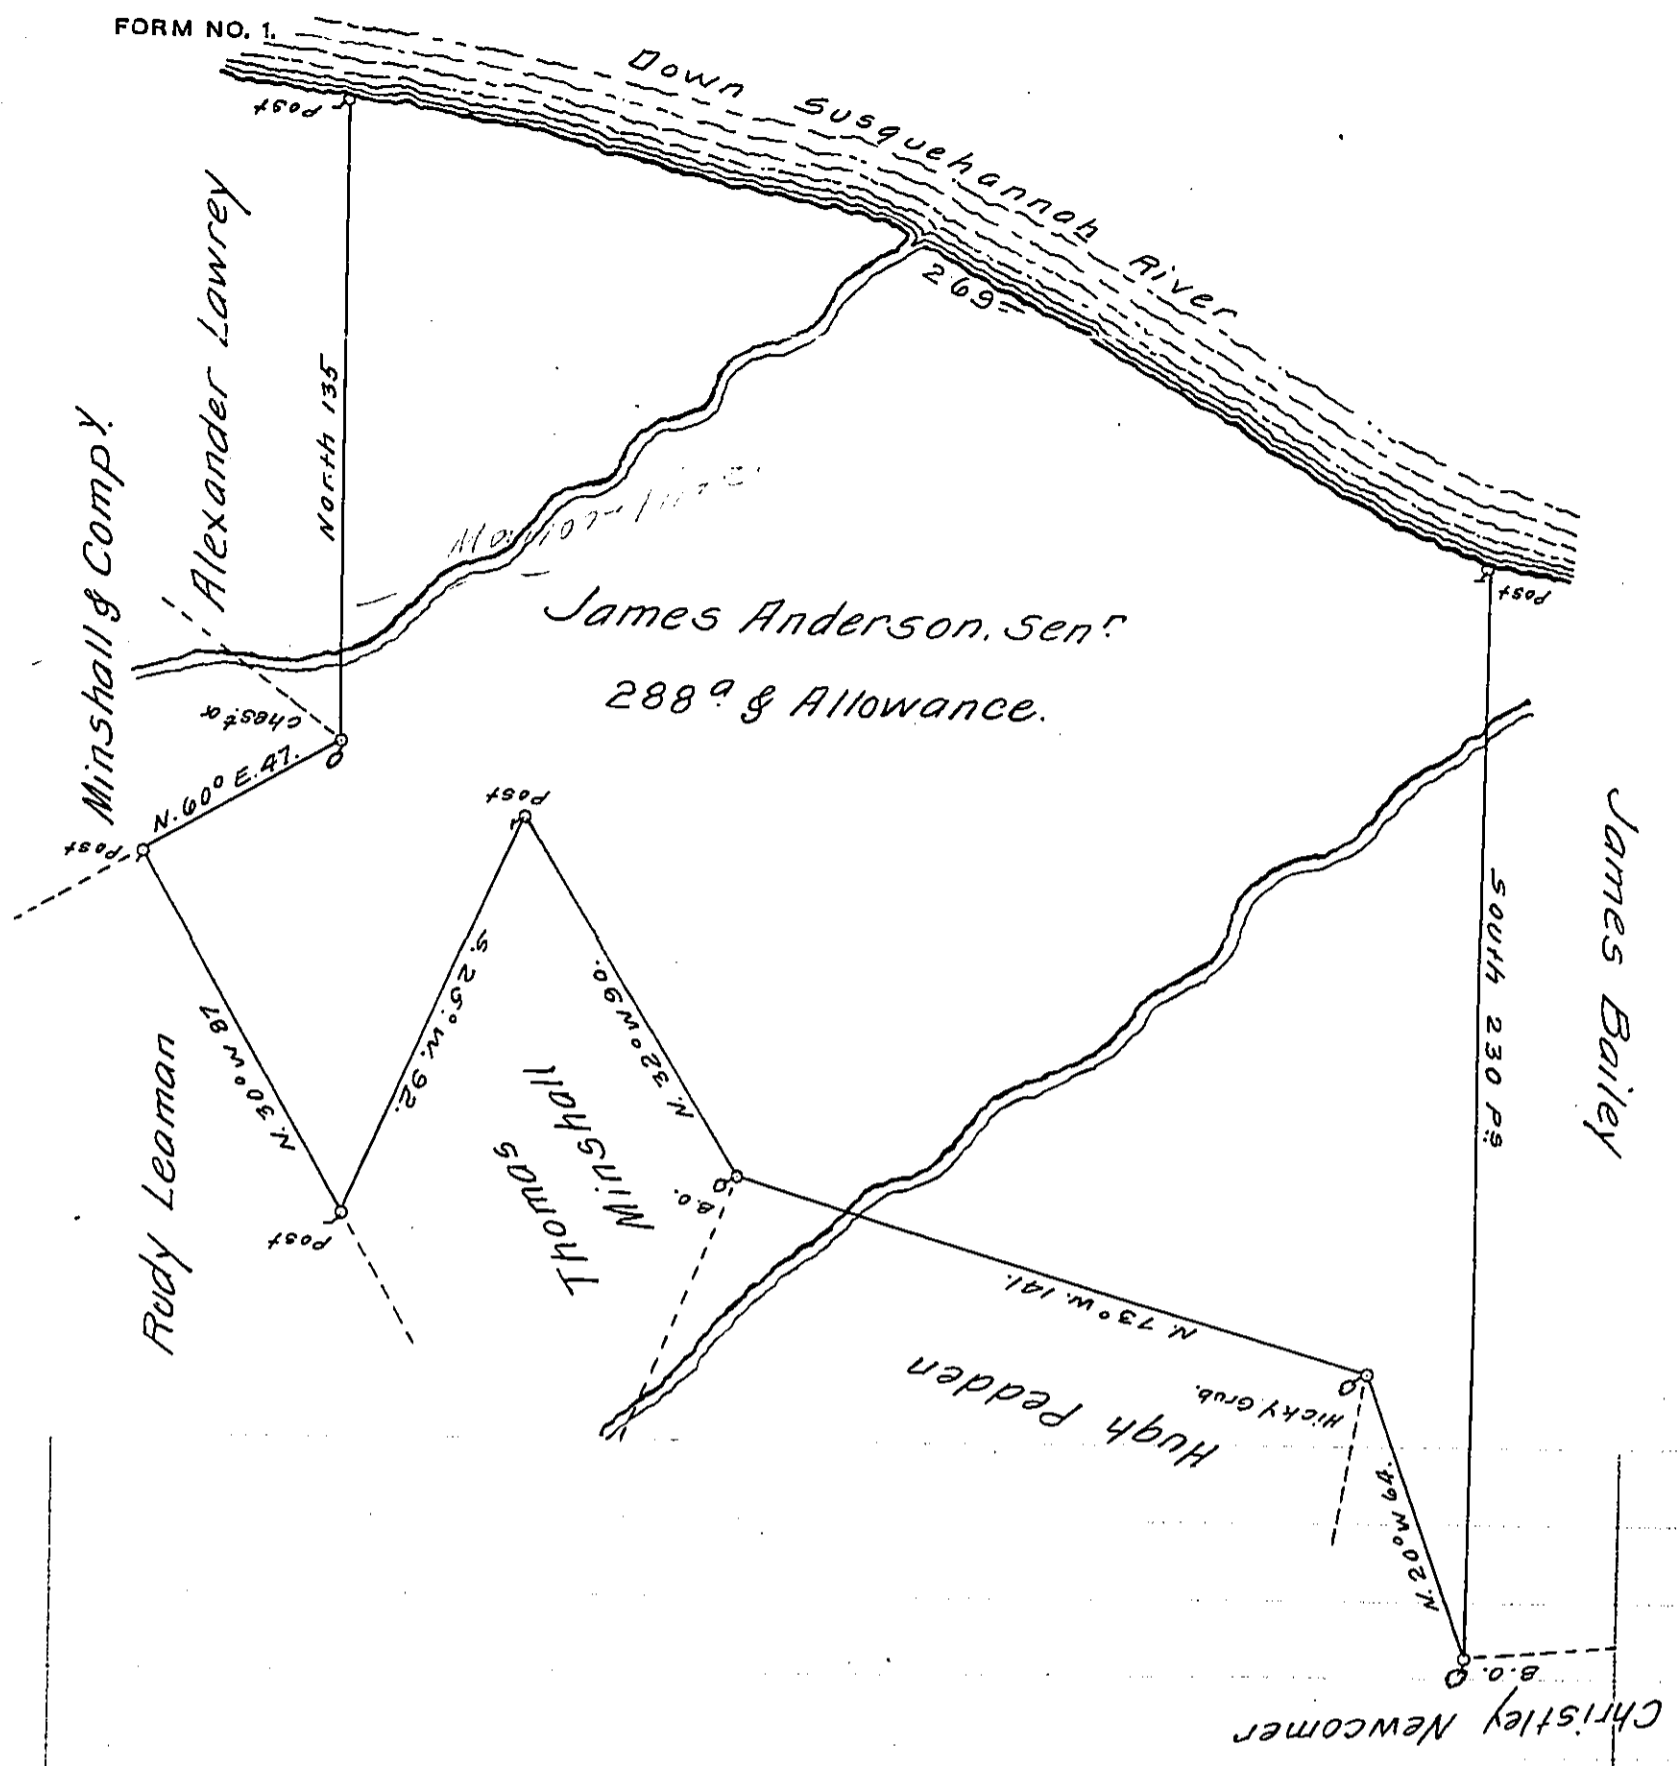 FORM NO. 1.
Down Susquehannah River
Post
269
Alexander Lawrey
North 135
Minshall & Compy.
James Anderson. Senr
288a & Allowance.
Post
Chest. o
N. 60° E. 47.
Post
Post
James Bailey
South 230 Ps.
S. 25° W. 92.
N. 32° W 90.
N. 30° W 87
Rudy Leaman
Thomas
Minshall
B.O.
Post
N. 73° W. 141.
Hugh Pedden
Hicky. Grub.
N. 20° W 64.
B.O.
Christley Newcomer